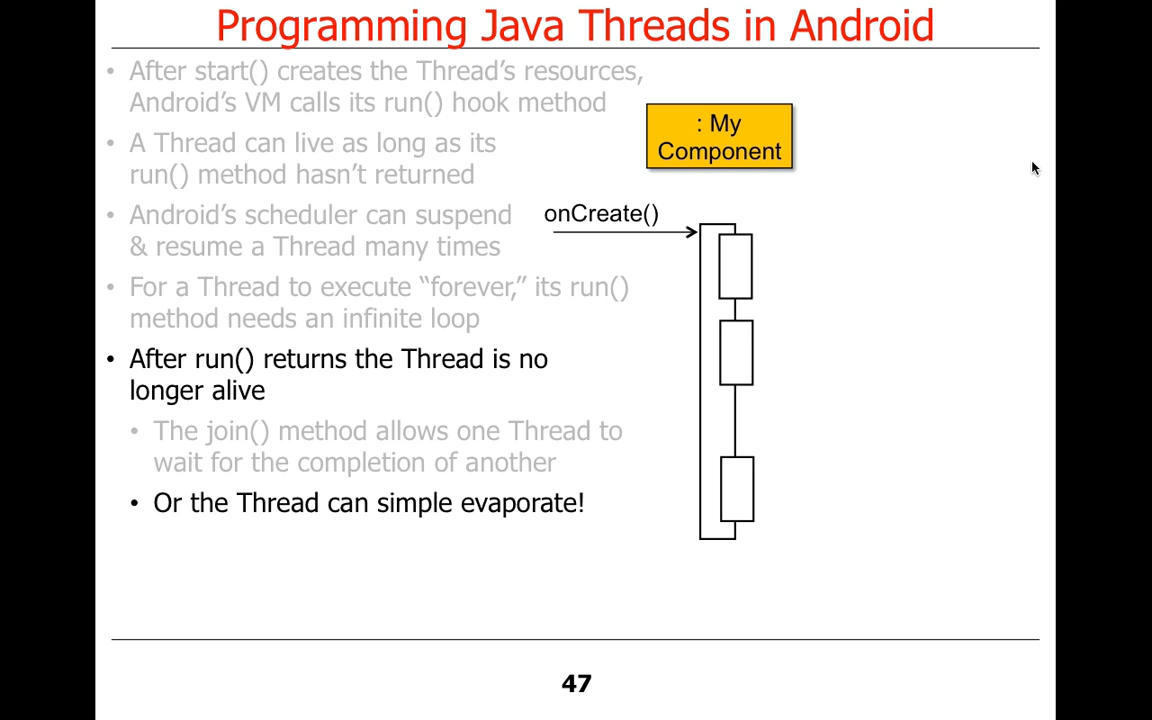 Programming Java Threads in Android
• After start() creates the Thread’s resources,
Android’s VM calls its run() hook method
• A Thread can live as long as its
run() method hasn’t returned
• Android’s scheduler can suspend
& resume a Thread many times
• For a Thread to execute “forever,” its run()
method needs an infinite loop
• After run() returns the Thread is no
longer alive
• The join() method allows one Thread to
wait for the completion of another
• Or the Thread can simple evaporate!
: My
Component
onCreate()
47